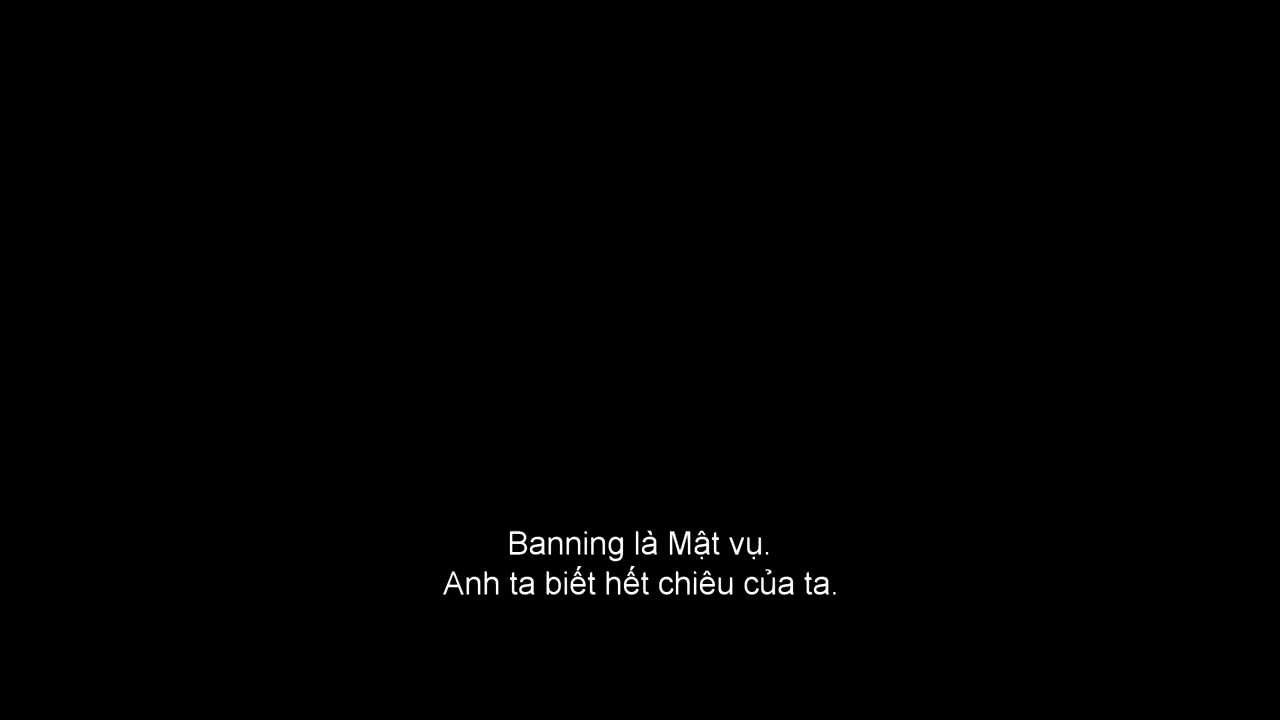 Banning là Mật vụ.
Anh ta biết hết chiêu của ta.